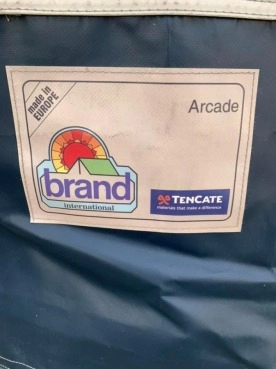 made in
EUROPE
Arcade
brand
international
TENCATE
materials that make a difference